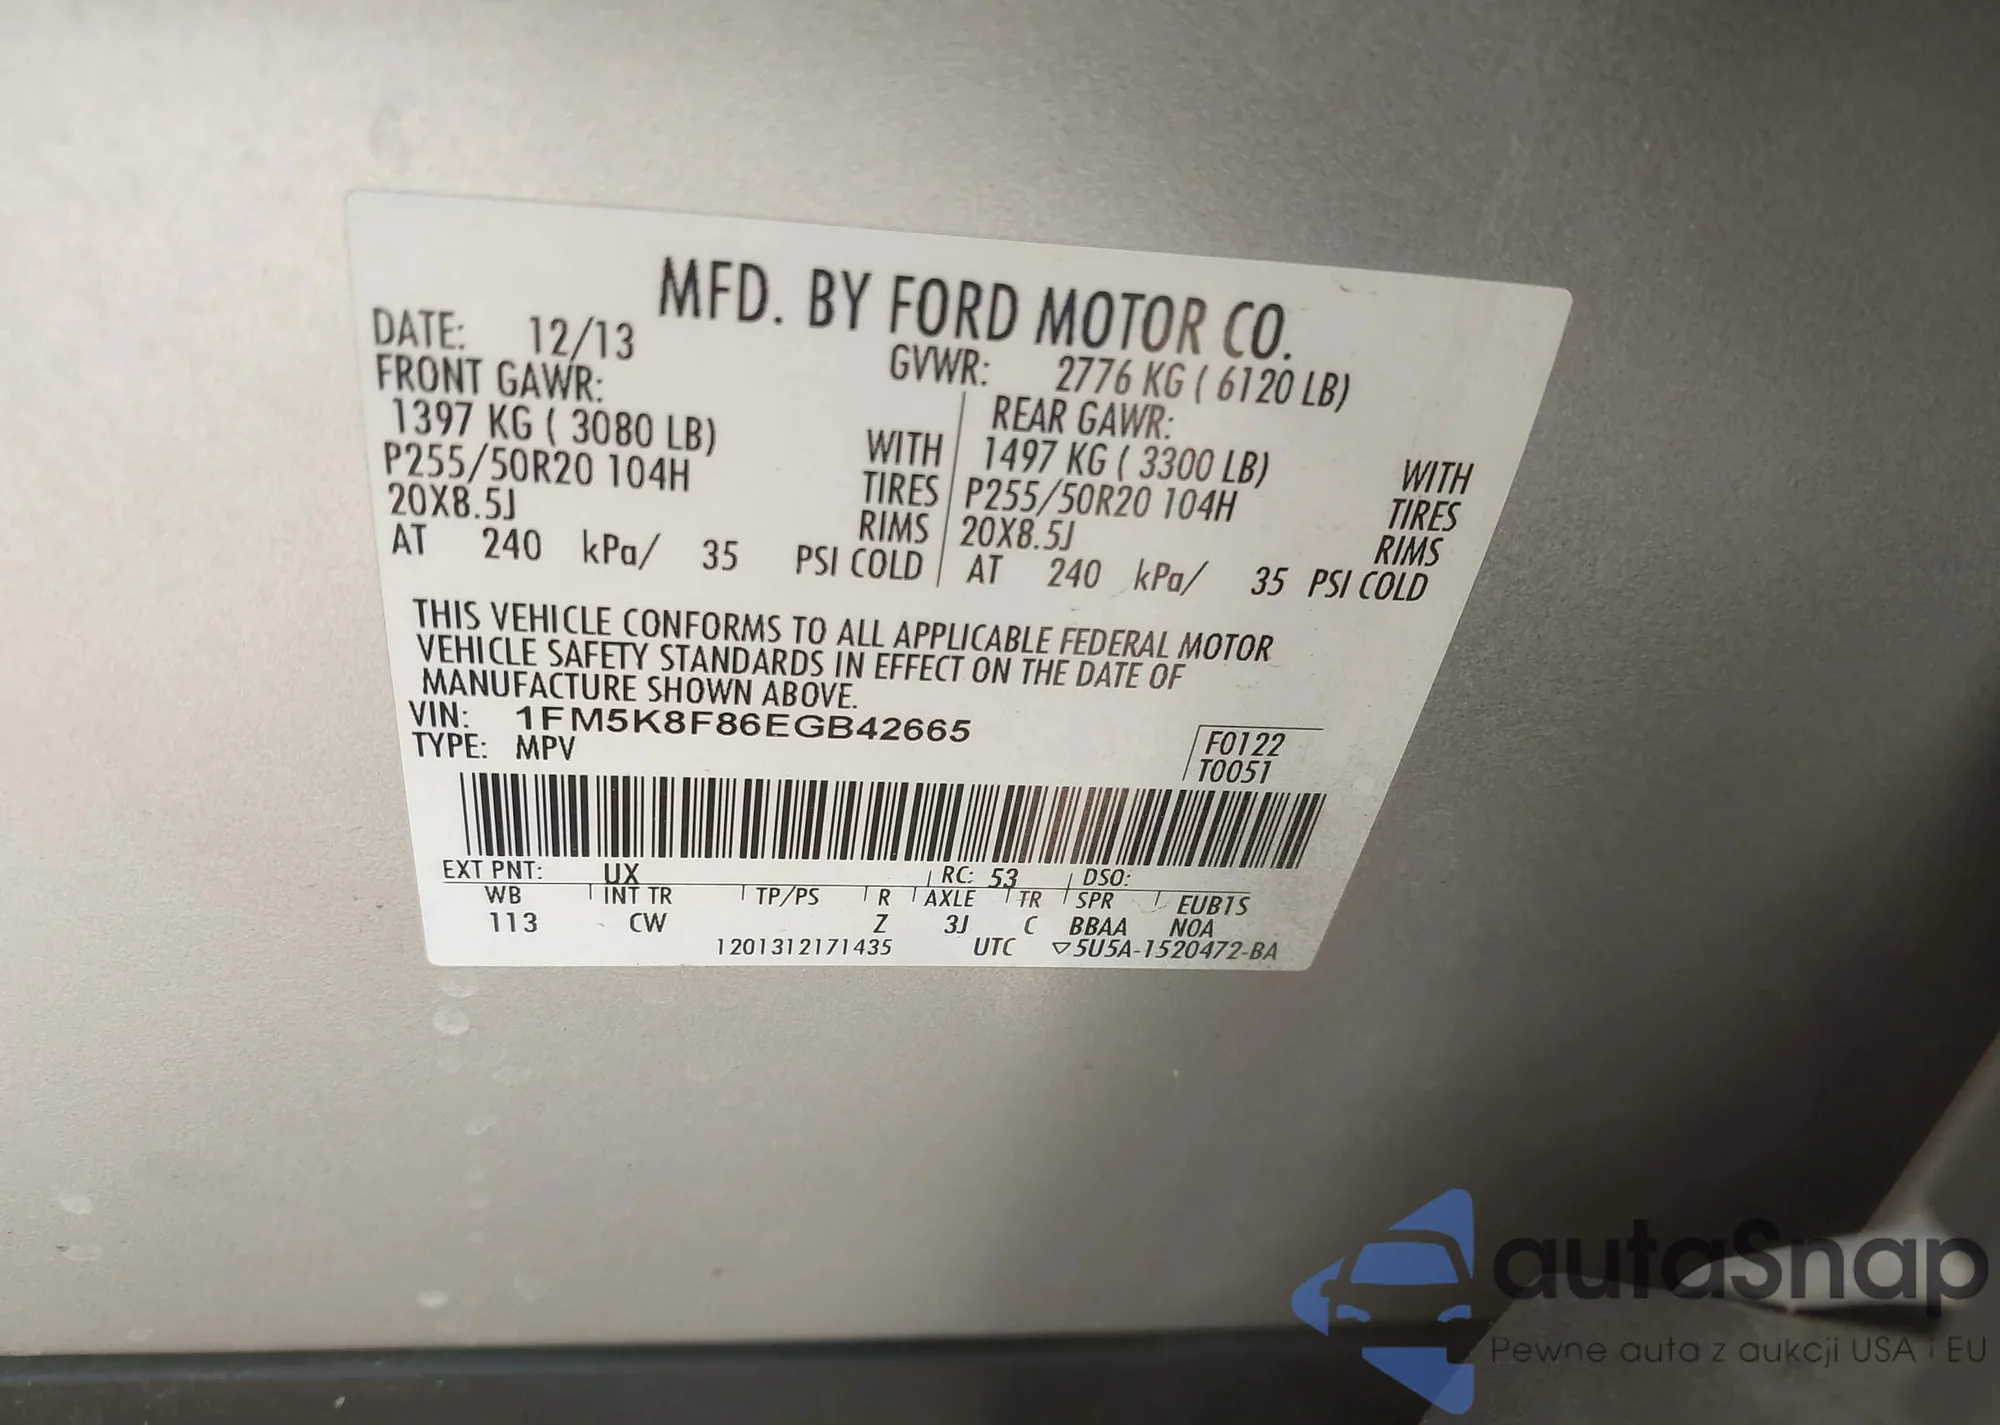 MFD. BY FORD MOTOR CO.
DATE: 12/13 GVWR: 2776 KG ( 6120 LB)
FRONT GAWR: REAR GAWR:
1397 KG ( 3080 LB) WITH 1497 KG ( 3300 LB) WITH
P255/50R20 104H TIRES P255/50R20 104H TIRES
20X8.5J RIMS 20X8.5J RIMS
AT 240 kPa/ 35 PSI COLD AT 240 kPa/ 35 PSI COLD
THIS VEHICLE CONFORMS TO ALL APPLICABLE FEDERAL MOTOR
VEHICLE SAFETY STANDARDS IN EFFECT ON THE DATE OF
MANUFACTURE SHOWN ABOVE.
VIN: 1FM5K8F86EGB42665
TYPE: MPV
F0122
T0051
EXT PNT: UX RC: 53 DSO:
WB INT TR TP/PS R AXLE TR SPR EUB1S
113 CW Z 3J C BBAA NOA
1201312171435 UTC ▽5U5A-1520472-BA
autaSnap
Pewne auta z aukcji USA i EU